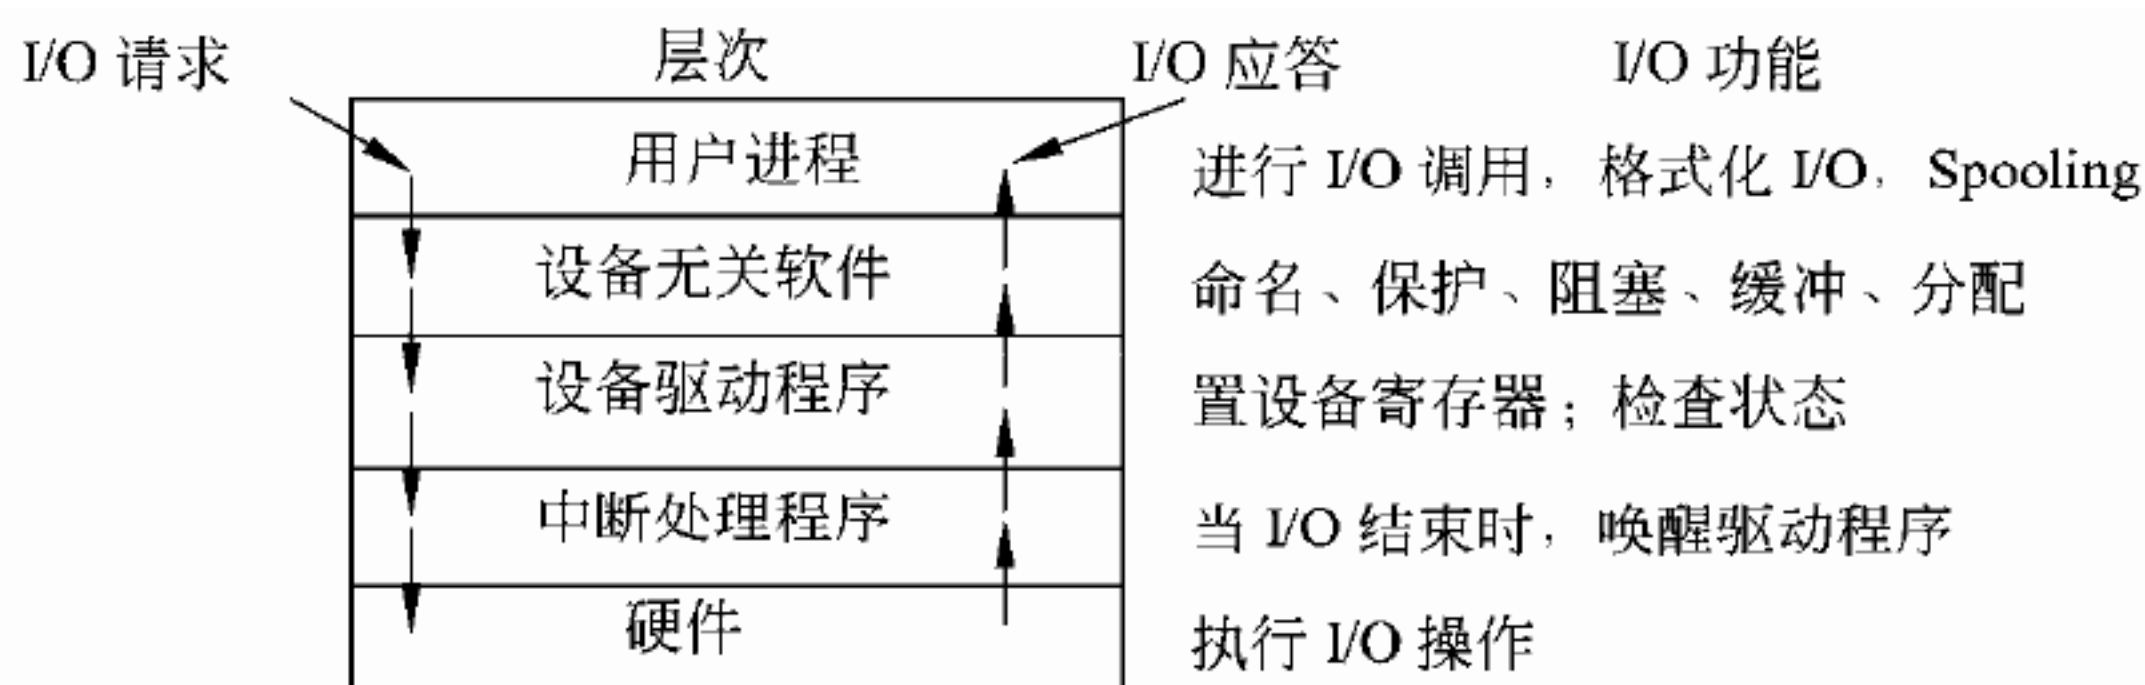 I/O 请求 层次 I/O 应答 I/O 功能
用户进程 进行 I/O 调用，格式化 I/O，Spooling
设备无关软件 命名、保护、阻塞、缓冲、分配
设备驱动程序 置设备寄存器；检查状态
中断处理程序 当 I/O 结束时，唤醒驱动程序
硬件 执行 I/O 操作